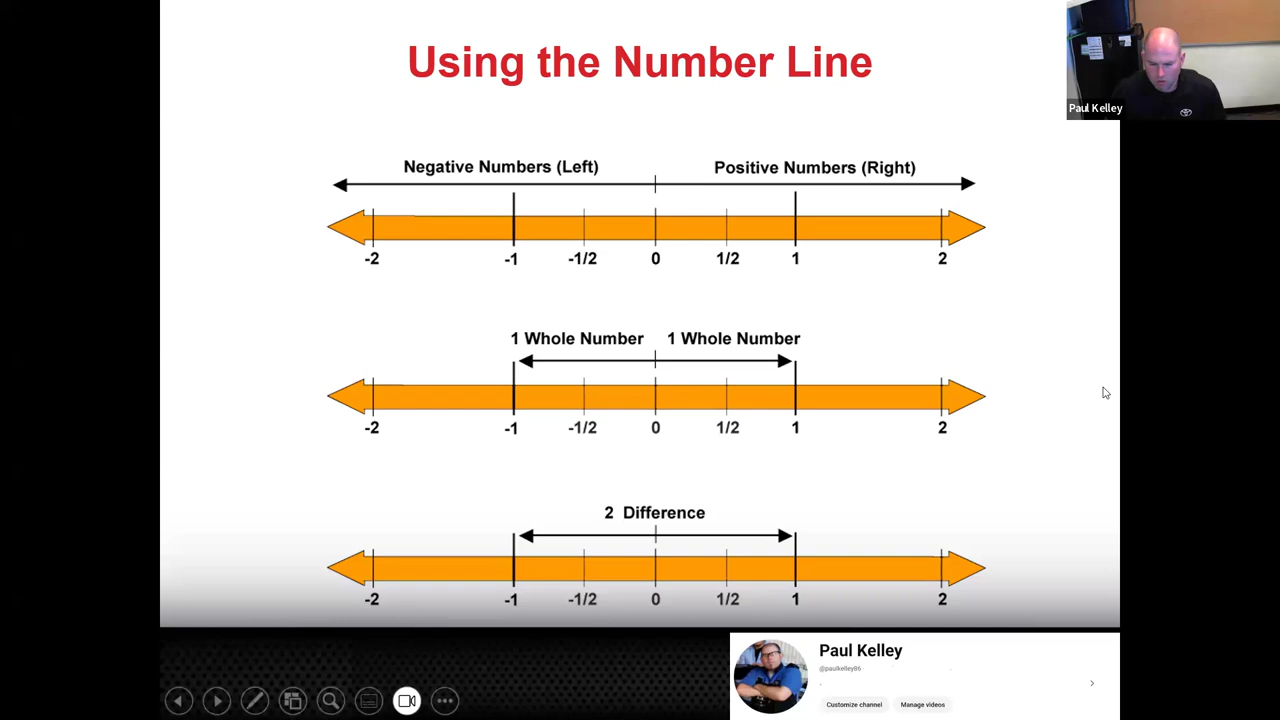 Using the Number Line
Paul Kelley
Negative Numbers (Left) Positive Numbers (Right)
-2 -1 -1/2 0 1/2 1 2
1 Whole Number 1 Whole Number
-2 -1 -1/2 0 1/2 1 2
2 Difference
-2 -1 -1/2 0 1/2 1 2
Paul Kelley
@paulkelley86
Customize channel Manage videos